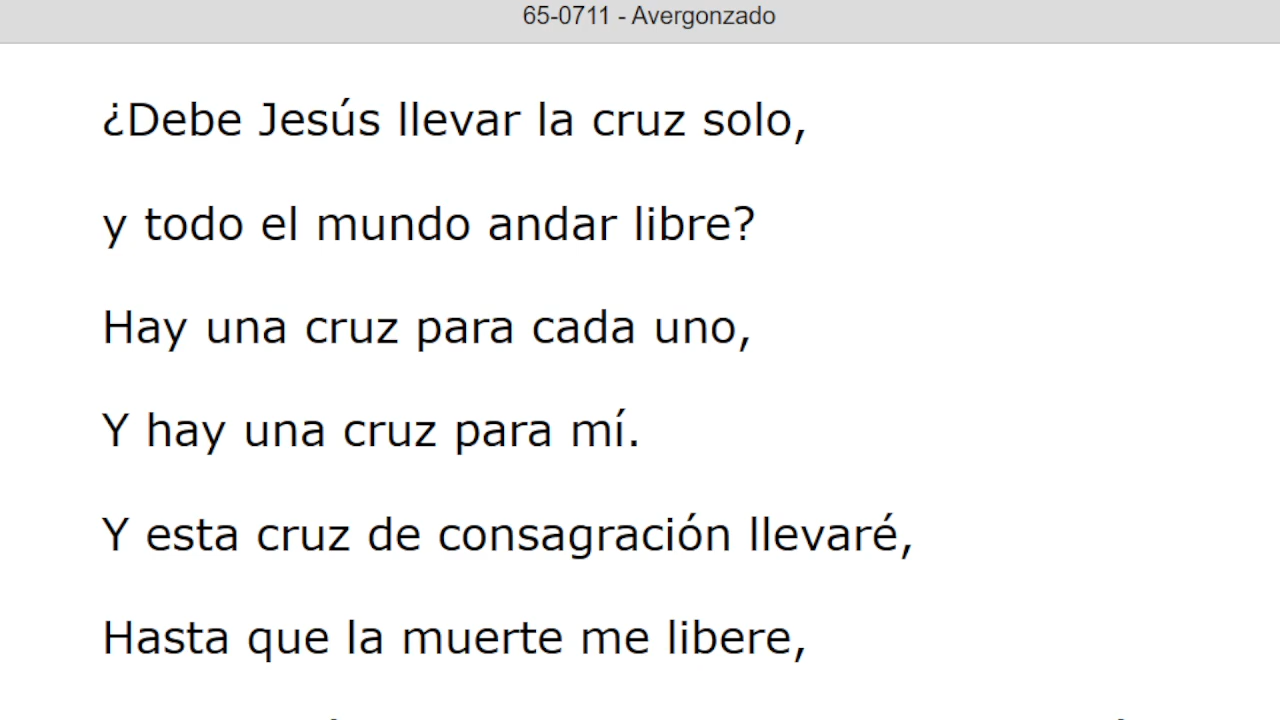 65-0711 - Avergonzado
¿Debe Jesús llevar la cruz solo,
y todo el mundo andar libre?
Hay una cruz para cada uno,
Y hay una cruz para mí.
Y esta cruz de consagración llevaré,
Hasta que la muerte me libere,